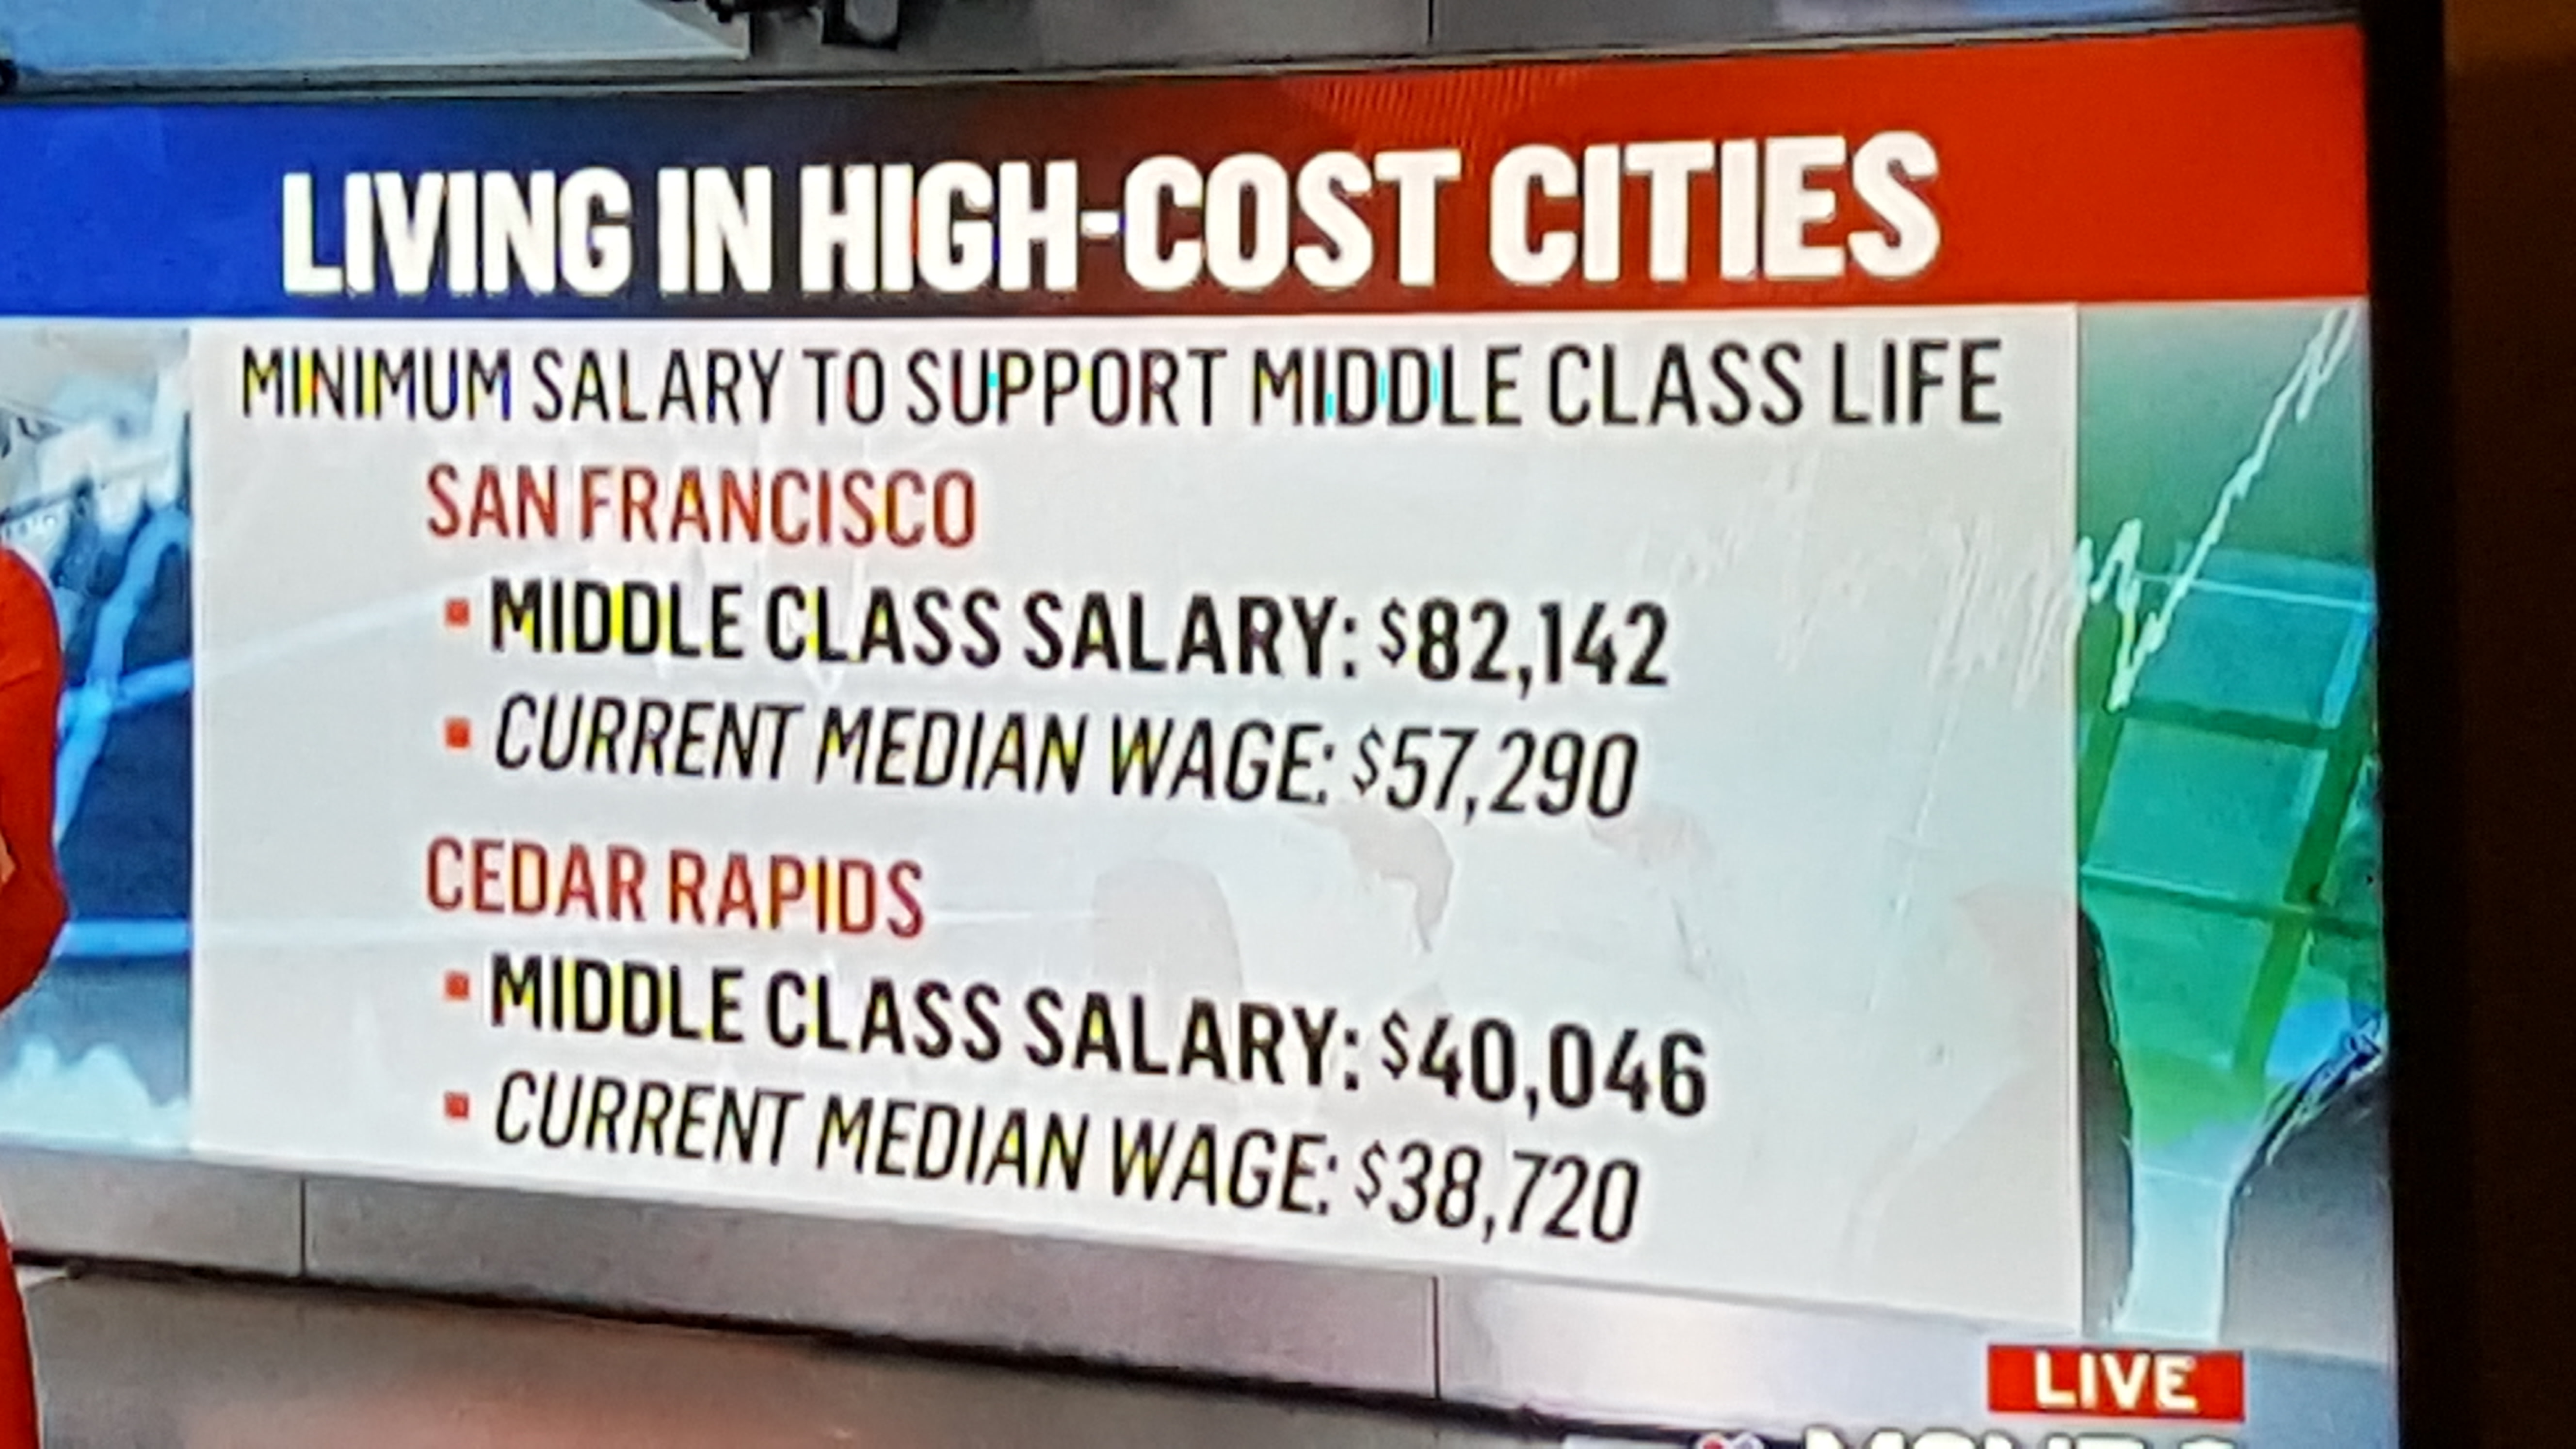 LIVING IN HIGH-COST CITIES
MINIMUM SALARY TO SUPPORT MIDDLE CLASS LIFE
SAN FRANCISCO
▪ MIDDLE CLASS SALARY: $82,142
▪ CURRENT MEDIAN WAGE: $57,290
CEDAR RAPIDS
▪ MIDDLE CLASS SALARY: $40,046
▪ CURRENT MEDIAN WAGE: $38,720
LIVE